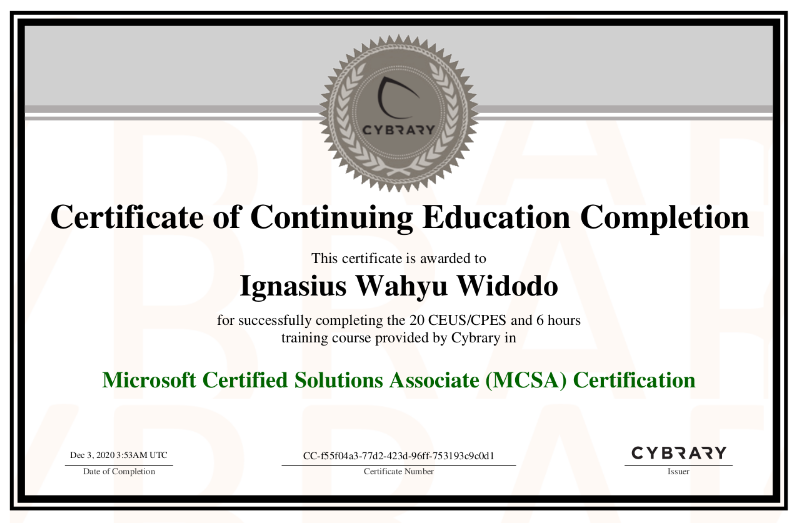 CYBRARY
Certificate of Continuing Education Completion
This certificate is awarded to
Ignasius Wahyu Widodo
for successfully completing the 20 CEUS/CPES and 6 hours
training course provided by Cybrary in
Microsoft Certified Solutions Associate (MCSA) Certification
Dec 3, 2020 3:53AM UTC
Date of Completion
CC-f55f04a3-77d2-423d-96ff-753193c9c0d1
Certificate Number
CYBRARY
Issuer